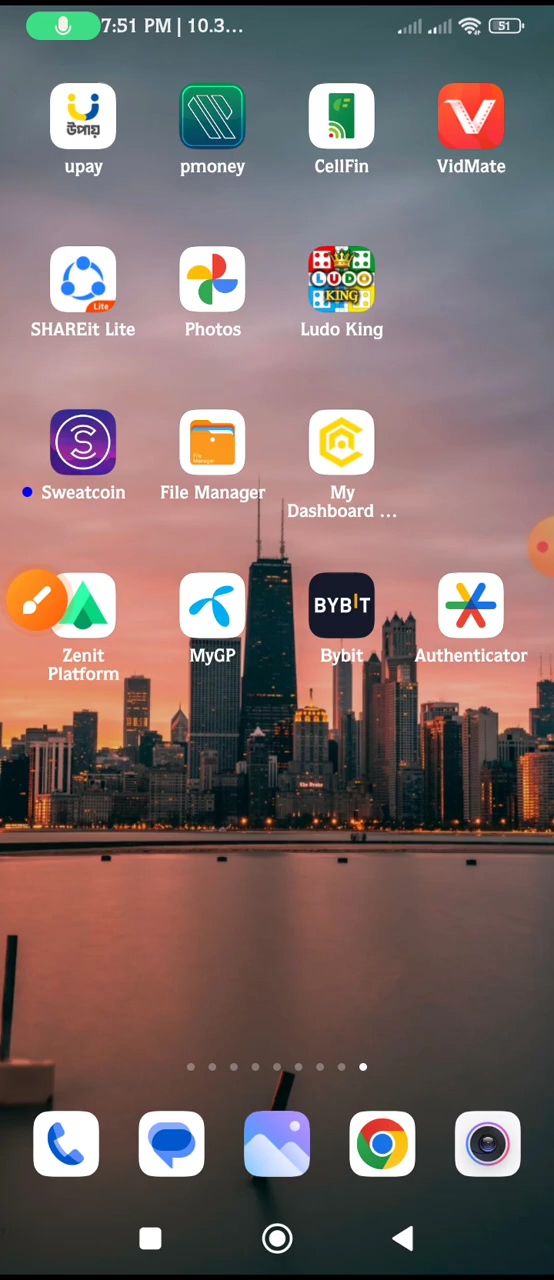 7:51 PM | 10.3...
51
উপায়
upay
pmoney
CellFin
VidMate
Lite
SHAREit Lite
Photos
LUDO
KING
Ludo King
Sweatcoin
File Manager
File Manager
My
Dashboard ...
Zenit
Platform
MyGP
BYBIT
Bybit
Authenticator